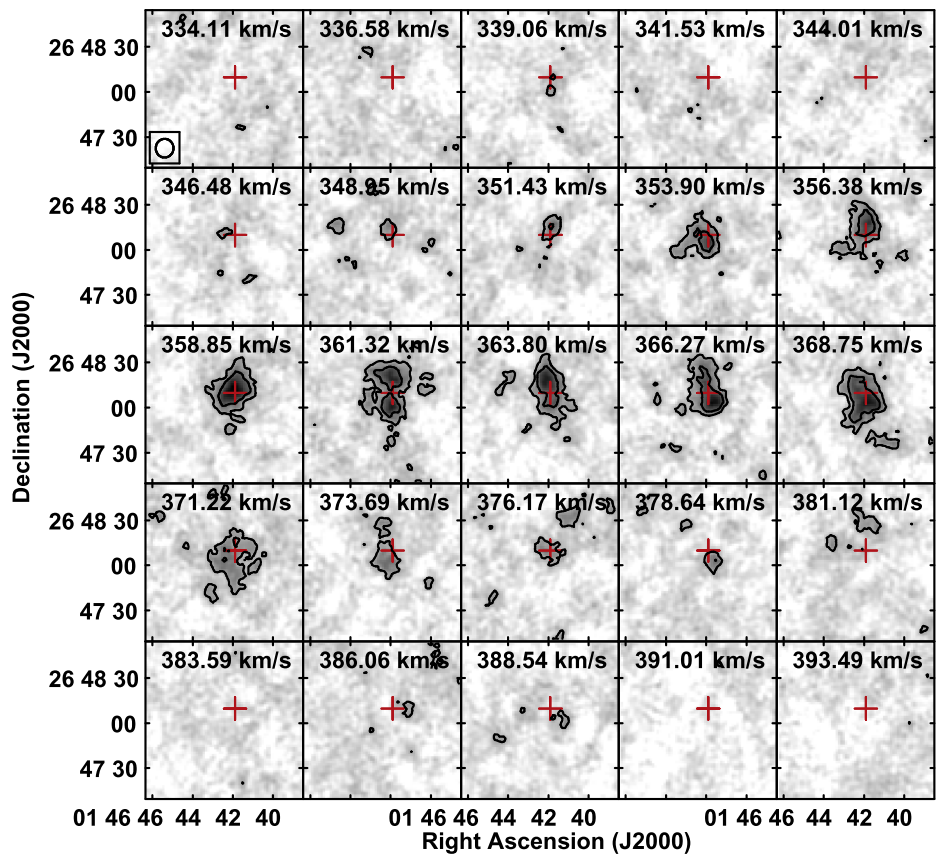 334.11 km/s 336.58 km/s 339.06 km/s 341.53 km/s 344.01 km/s
26 48 30
00
47 30
346.48 km/s 348.95 km/s 351.43 km/s 353.90 km/s 356.38 km/s
26 48 30
00
47 30
358.85 km/s 361.32 km/s 363.80 km/s 366.27 km/s 368.75 km/s
26 48 30
00
47 30
371.22 km/s 373.69 km/s 376.17 km/s 378.64 km/s 381.12 km/s
26 48 30
00
47 30
383.59 km/s 386.06 km/s 388.54 km/s 391.01 km/s 393.49 km/s
26 48 30
00
47 30
Declination (J2000)
01 46 46 44 42 40 01 46 44 42 40 01 46 44 42 40
Right Ascension (J2000)